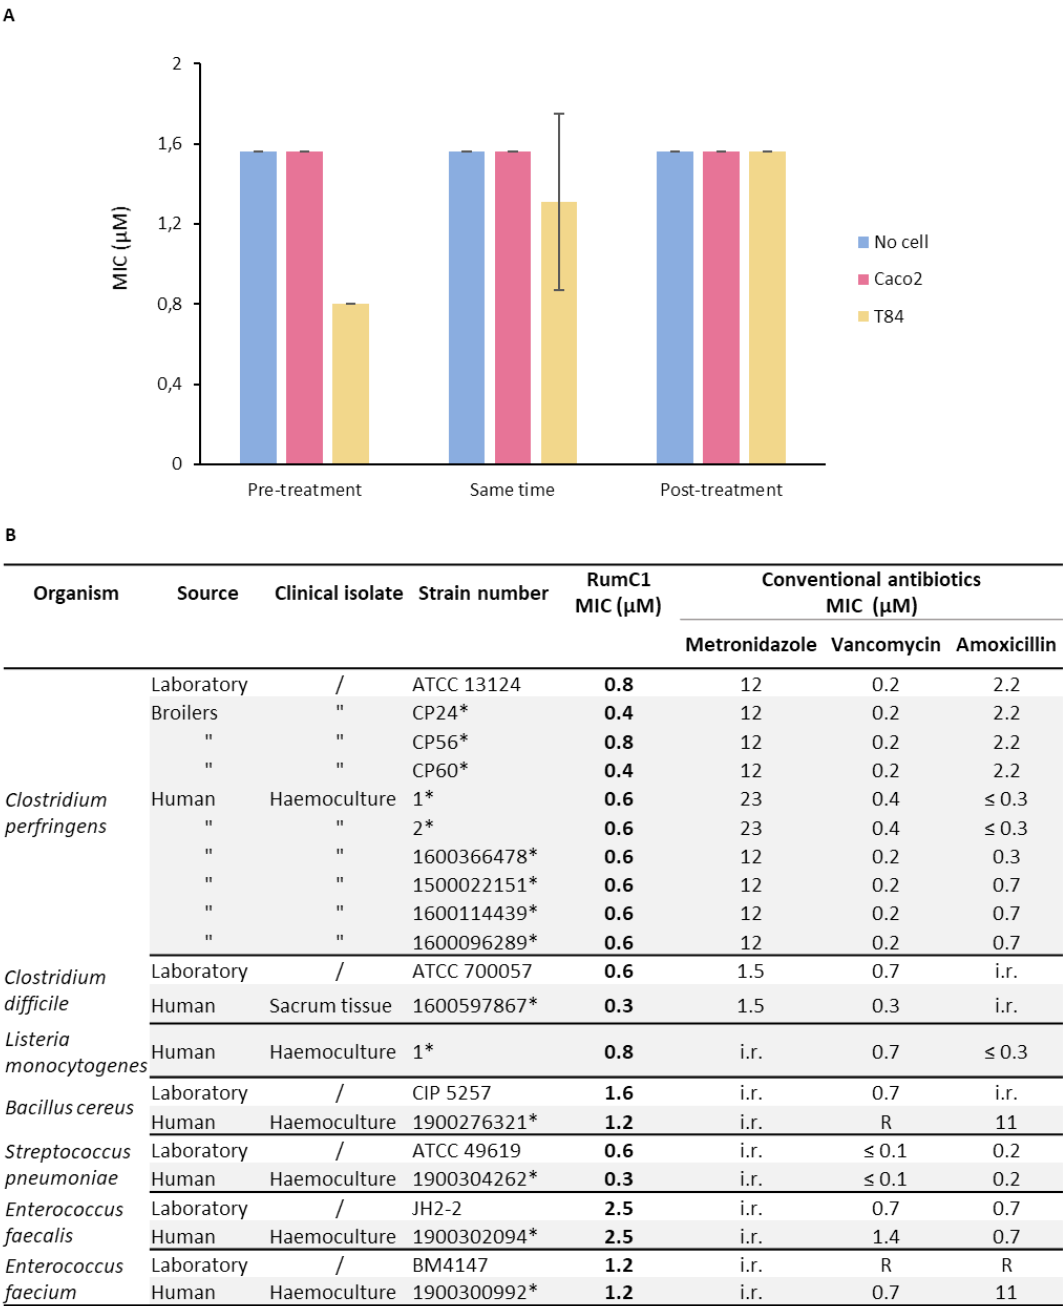 A
2
1,6
1,2
0,8
0,4
0
MIC (µM)
Pre-treatment Same time Post-treatment
No cell
Caco2
T84
B
Organism Source Clinical isolate Strain number RumC1 MIC (µM) Conventional antibiotics MIC (µM)
Metronidazole Vancomycin Amoxicillin
Clostridium perfringens
Laboratory / ATCC 13124 0.8 12 0.2 2.2
Broilers " CP24* 0.4 12 0.2 2.2
" " CP56* 0.8 12 0.2 2.2
" " CP60* 0.4 12 0.2 2.2
Human Haemoculture 1* 0.6 23 0.4 ≤ 0.3
" " 2* 0.6 23 0.4 ≤ 0.3
" " 1600366478* 0.6 12 0.2 0.3
" " 1500022151* 0.6 12 0.2 0.7
" " 1600114439* 0.6 12 0.2 0.7
" " 1600096289* 0.6 12 0.2 0.7
Clostridium difficile
Laboratory / ATCC 700057 0.6 1.5 0.7 i.r.
Human Sacrum tissue 1600597867* 0.3 1.5 0.3 i.r.
Listeria monocytogenes
Human Haemoculture 1* 0.8 i.r. 0.7 ≤ 0.3
Bacillus cereus
Laboratory / CIP 5257 1.6 i.r. 0.7 i.r.
Human Haemoculture 1900276321* 1.2 i.r. R 11
Streptococcus pneumoniae
Laboratory / ATCC 49619 0.6 i.r. ≤ 0.1 0.2
Human Haemoculture 1900304262* 0.3 i.r. ≤ 0.1 0.2
Enterococcus faecalis
Laboratory / JH2-2 2.5 i.r. 0.7 0.7
Human Haemoculture 1900302094* 2.5 i.r. 1.4 0.7
Enterococcus faecium
Laboratory / BM4147 1.2 i.r. R R
Human Haemoculture 1900300992* 1.2 i.r. 0.7 11